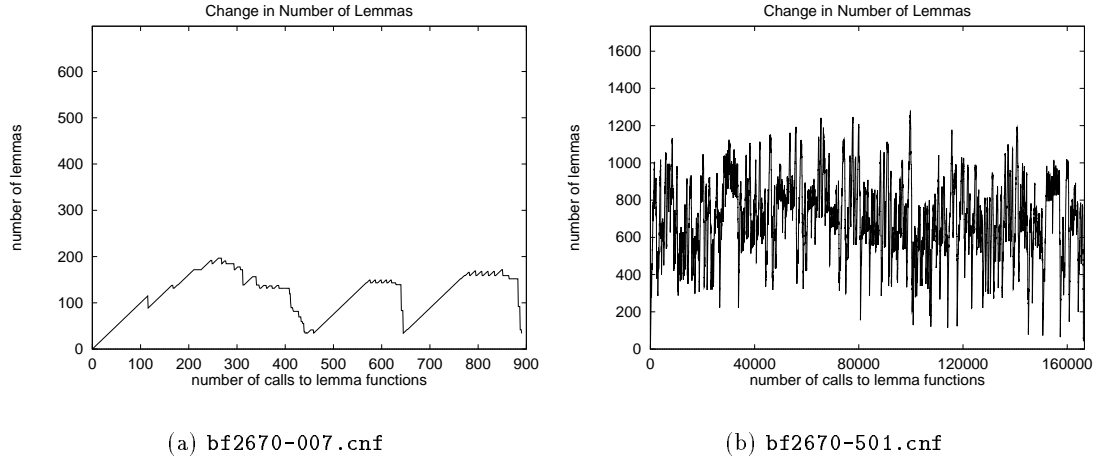 Change in Number of Lemmas
number of lemmas
600
500
400
300
200
100
0
0 100 200 300 400 500 600 700 800 900
number of calls to lemma functions
(a) bf2670-007.cnf
Change in Number of Lemmas
number of lemmas
1600
1400
1200
1000
800
600
400
200
0
0 40000 80000 120000 160000
number of calls to lemma functions
(b) bf2670-501.cnf